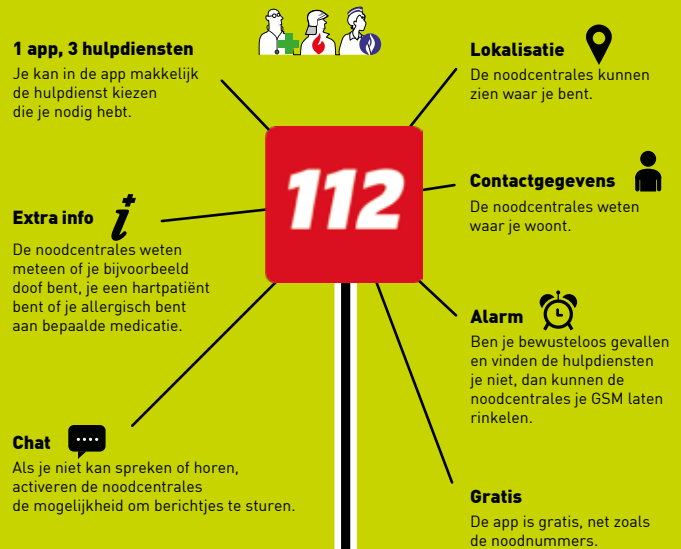 1 app, 3 hulpdiensten
Je kan in de app makkelijk
de hulpdienst kiezen
die je nodig hebt.
Lokalisatie
De noodcentrales kunnen
zien waar je bent.
112
Contactgegevens
De noodcentrales weten
waar je woont.
Extra info
De noodcentrales weten
meteen of je bijvoorbeeld
doof bent, je een hartpatiënt
bent of je allergisch bent
aan bepaalde medicatie.
Alarm
Ben je bewusteloos gevallen
en vinden de hulpdiensten
je niet, dan kunnen de
noodcentrales je GSM laten
rinkelen.
Chat
Als je niet kan spreken of horen,
activeren de noodcentrales
de mogelijkheid om berichtjes te sturen.
Gratis
De app is gratis, net zoals
de noodnummers.